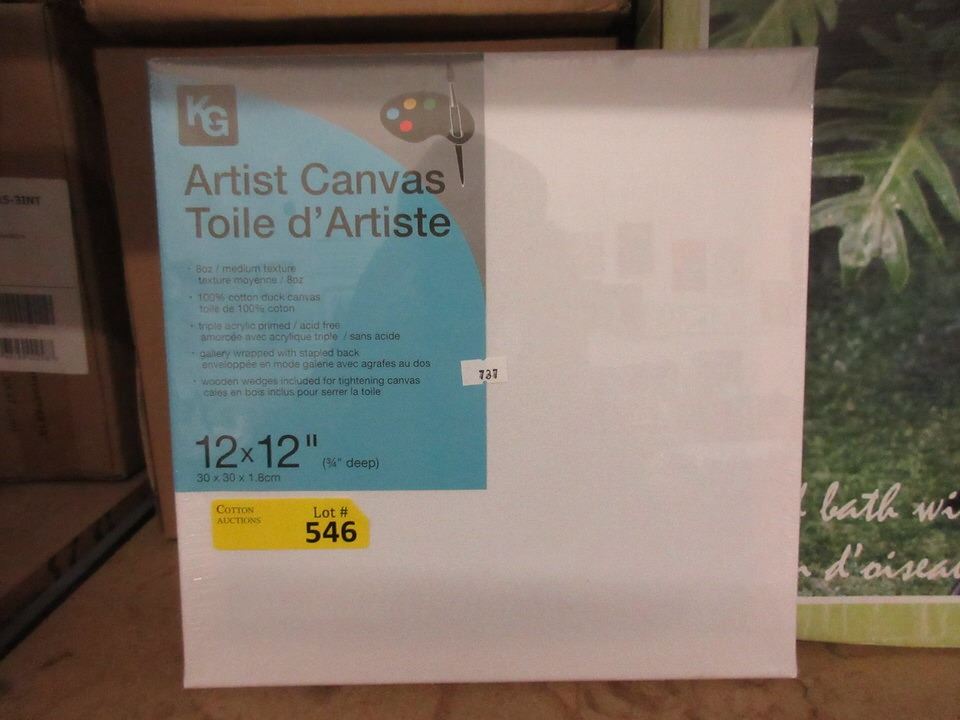 KG
Artist Canvas
Toile d'Artiste
· 8oz / medium texture
texture moyenne / 8oz
· 100% cotton duck canvas
toile de 100% coton
· triple acrylic primed / acid free
amorcée avec acrylique triple / sans acide
· gallery wrapped with stapled back
enveloppée en mode galerie avec agrafes au dos
· wooden wedges included for tightening canvas
cales en bois inclus pour serrer la toile
737
12x12" (¾" deep)
30 x 30 x 1.8cm
COTTON
AUCTIONS
Lot #
546
bath wi
d'oisea